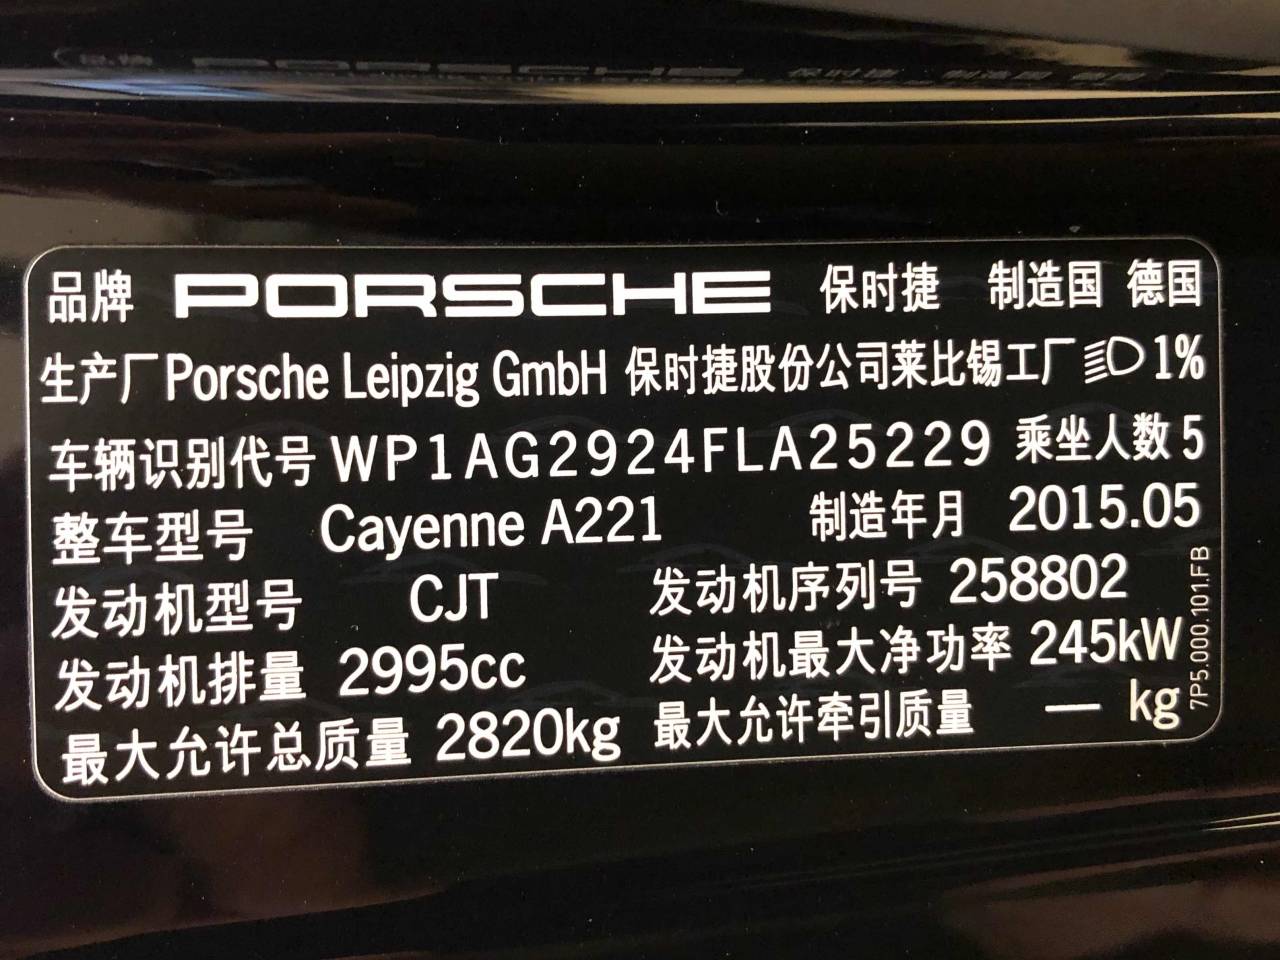 品牌 PORSCHE 保时捷 制造国 德国
生产厂 Porsche Leipzig GmbH 保时捷股份公司莱比锡工厂 1%
车辆识别代号 WP1AG2924FLA25229 乘坐人数 5
整车型号 Cayenne A221 制造年月 2015.05
发动机型号 CJT 发动机序列号 258802
发动机排量 2995cc 发动机最大净功率 245kW
最大允许总质量 2820kg 最大允许牵引质量 — kg
7P5.000.101.FB